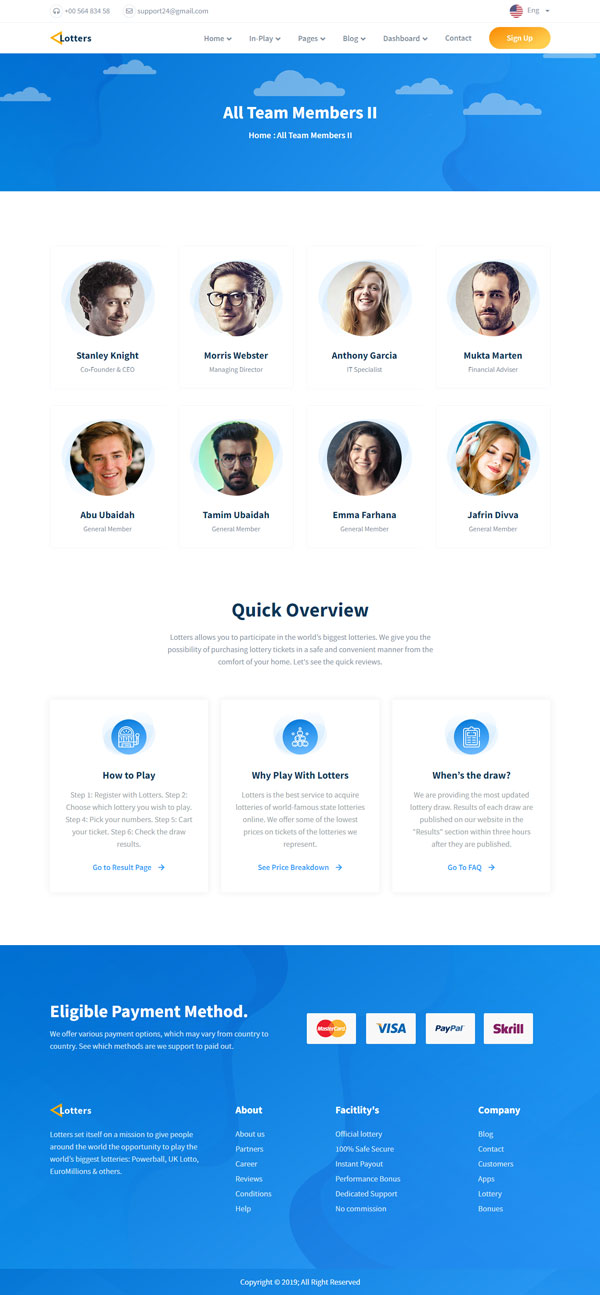 +00 564 834 58 support24@gmail.com Eng
Lotters Home In-Play Pages Blog Dashboard Contact Sign Up
All Team Members II
Home : All Team Members II
Stanley Knight Morris Webster Anthony Garcia Mukta Marten
Co-Founder & CEO Managing Director IT Specialist Financial Adviser
Abu Ubaidah Tamim Ubaidah Emma Farhana Jafrin Divva
General Member General Member General Member General Member
Quick Overview
Lotters allows you to participate in the world's biggest lotteries. We give you the
possibility of purchasing lottery tickets in a safe and convenient manner from the
comfort of your home. Let's see the quick reviews.
How to Play
Step 1: Register with Lotters. Step 2:
Choose which lottery you wish to play.
Step 4: Pick your numbers. Step 5: Cart
your ticket. Step 6: Check the draw
results.
Go to Result Page
Why Play With Lotters
Lotters is the best service to acquire
lotteries of world-famous state lotteries
online. We offer some of the lowest
prices on tickets of the lotteries we
represent.
See Price Breakdown
When's the draw?
We are providing the most updated
lottery draw. Results of each draw are
published on our website in the
"Results" section within three hours
after they are published.
Go To FAQ
Eligible Payment Method.
We offer various payment options, which may vary from country to
country. See which methods are we support to paid out.
MasterCard VISA PayPal Skrill
Lotters
Lotters set itself on a mission to give people
around the world the opportunity to play the
world's biggest lotteries: Powerball, UK Lotto,
EuroMillions & others.
About
About us
Partners
Career
Reviews
Conditions
Help
Facitlity's
Official lottery
100% Safe Secure
Instant Payout
Performance Bonus
Dedicated Support
No commission
Company
Blog
Contact
Customers
Apps
Lottery
Bonues
Copyright © 2019; All Right Reserved